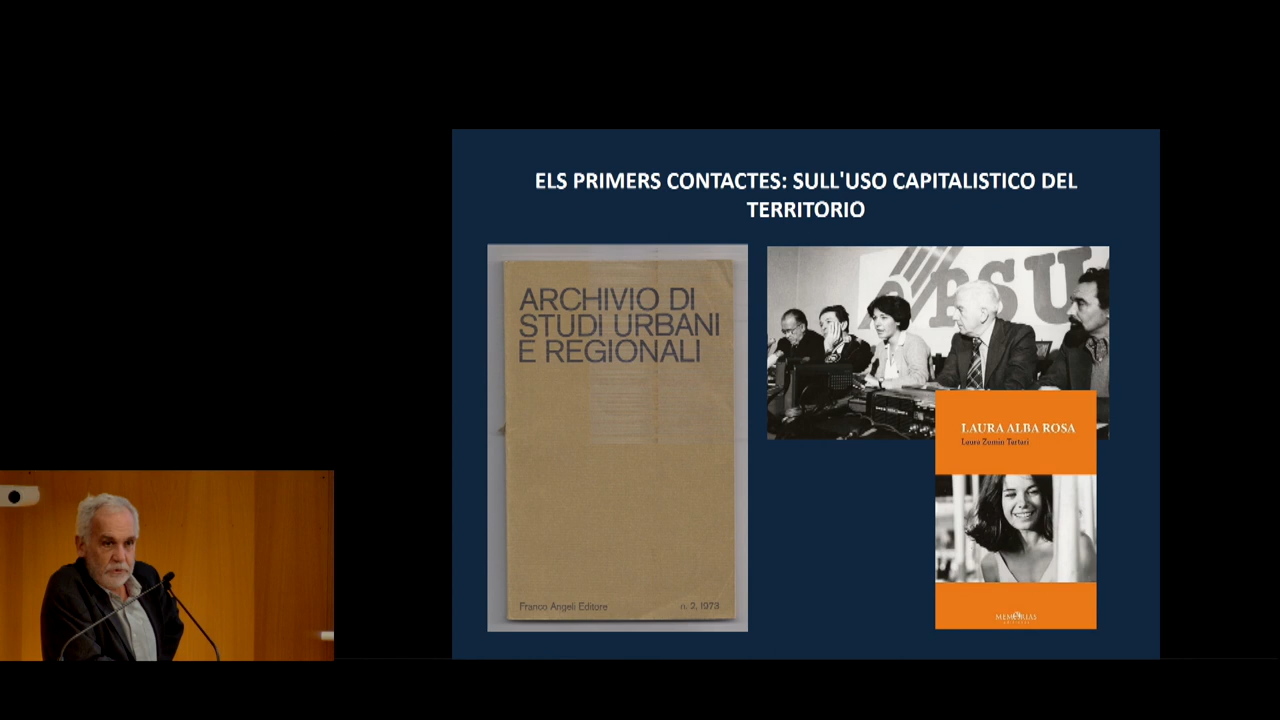 ELS PRIMERS CONTACTES: SULL'USO CAPITALISTICO DEL
TERRITORIO
ARCHIVIO DI
STUDI URBANI
E REGIONALI
Franco Angeli Editore
n. 2, 1973
PSU
LAURA ALBA ROSA
Laura Zumin Tartari
MEMORIAS